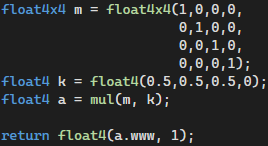 float4x4 m = float4x4(1,0,0,0,
0,1,0,0,
0,0,1,0,
0,0,0,1);
float4 k = float4(0.5,0.5,0.5,0);
float4 a = mul(m, k);
return float4(a.www, 1);